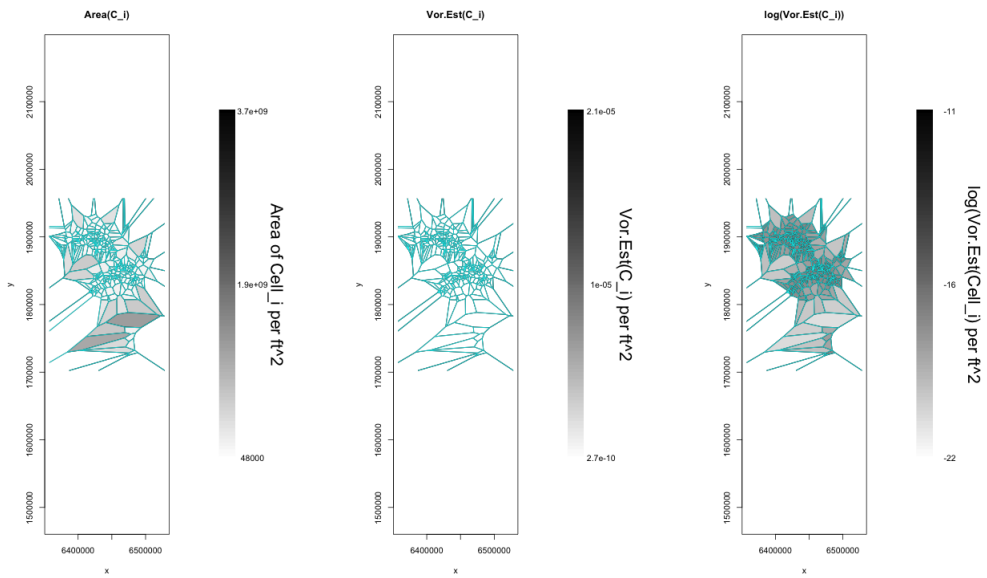 Area(C_i)
y
2100000
2000000
1900000
1800000
1700000
1600000
1500000
6400000 6500000
x
3.7e+09
1.9e+09
48000
Area of Cell_i per ft^2
Vor.Est(C_i)
y
2100000
2000000
1900000
1800000
1700000
1600000
1500000
6400000 6500000
x
2.1e-05
1e-05
2.7e-10
Vor.Est(C_i) per ft^2
log(Vor.Est(C_i))
y
2100000
2000000
1900000
1800000
1700000
1600000
1500000
6400000 6500000
x
-11
-16
-22
log(Vor.Est(Cell_i) per ft^2